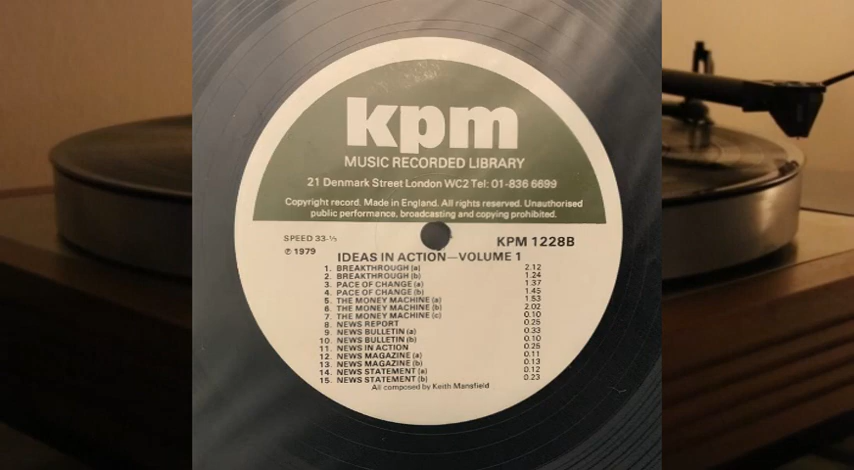 kpm
MUSIC RECORDED LIBRARY
21 Denmark Street London WC2 Tel: 01-836 6699
Copyright record. Made in England. All rights reserved. Unauthorised
public performance, broadcasting and copying prohibited.
SPEED 33-⅓ KPM 1228B
℗ 1979
IDEAS IN ACTION—VOLUME 1
1. BREAKTHROUGH (a) 2.12
2. BREAKTHROUGH (b) 1.24
3. PACE OF CHANGE (a) 1.37
4. PACE OF CHANGE (b) 1.45
5. THE MONEY MACHINE (a) 1.53
6. THE MONEY MACHINE (b) 2.02
7. THE MONEY MACHINE (c) 0.10
8. NEWS REPORT 0.25
9. NEWS BULLETIN (a) 0.33
10. NEWS BULLETIN (b) 0.10
11. NEWS IN ACTION 0.25
12. NEWS MAGAZINE (a) 0.11
13. NEWS MAGAZINE (b) 0.13
14. NEWS STATEMENT (a) 0.12
15. NEWS STATEMENT (b) 0.23
All composed by Keith Mansfield